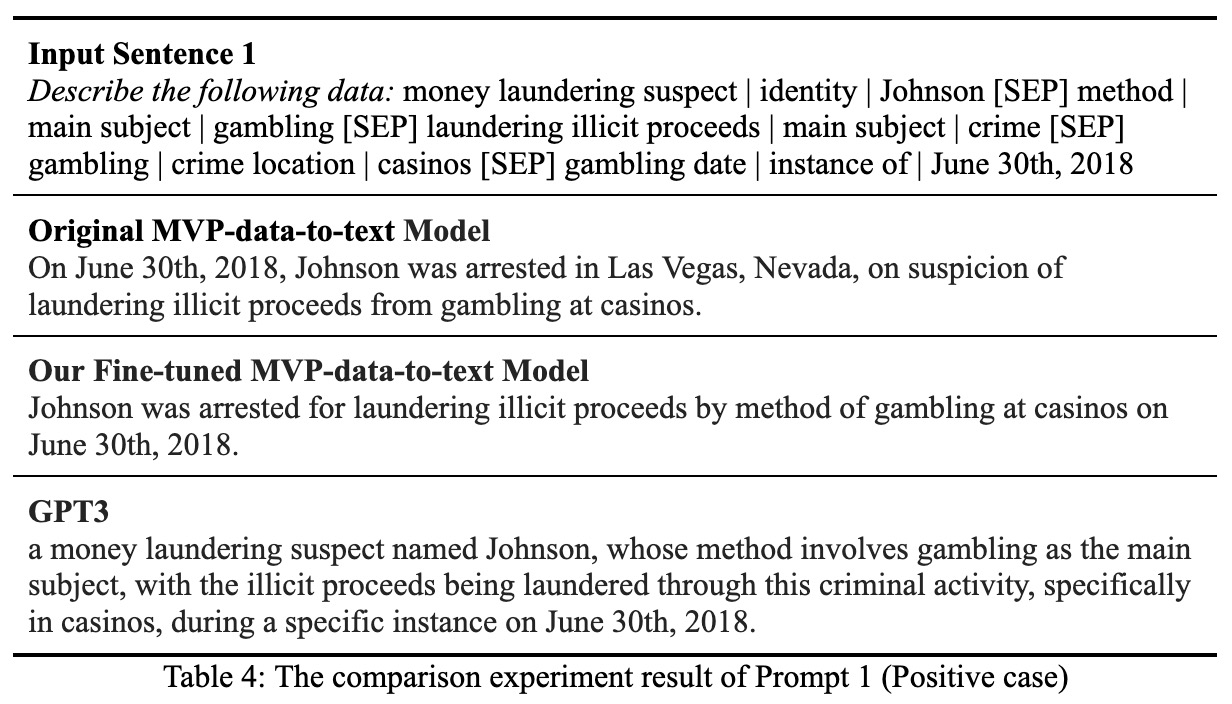 Input Sentence 1
Describe the following data: money laundering suspect | identity | Johnson [SEP] method |
main subject | gambling [SEP] laundering illicit proceeds | main subject | crime [SEP]
gambling | crime location | casinos [SEP] gambling date | instance of | June 30th, 2018
Original MVP-data-to-text Model
On June 30th, 2018, Johnson was arrested in Las Vegas, Nevada, on suspicion of
laundering illicit proceeds from gambling at casinos.
Our Fine-tuned MVP-data-to-text Model
Johnson was arrested for laundering illicit proceeds by method of gambling at casinos on
June 30th, 2018.
GPT3
a money laundering suspect named Johnson, whose method involves gambling as the main
subject, with the illicit proceeds being laundered through this criminal activity, specifically
in casinos, during a specific instance on June 30th, 2018.
Table 4: The comparison experiment result of Prompt 1 (Positive case)